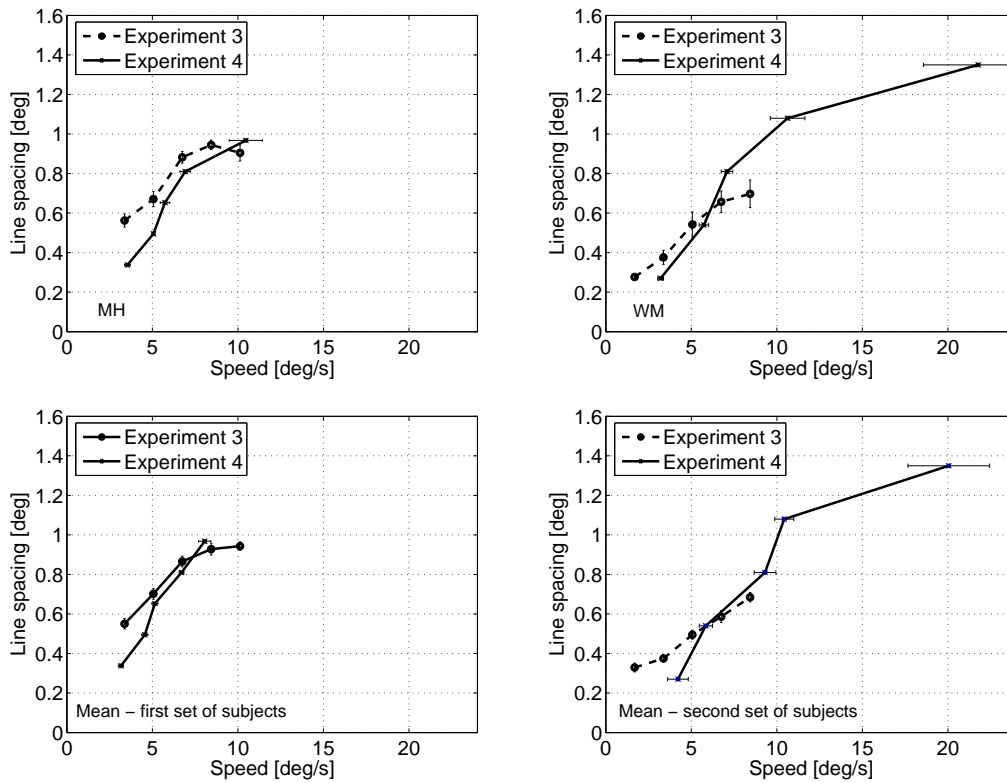 1.6
1.4
1.2
1
0.8
0.6
0.4
0.2
0
Line spacing [deg]
Experiment 3
Experiment 4
MH
0 5 10 15 20
Speed [deg/s]
1.6
1.4
1.2
1
0.8
0.6
0.4
0.2
0
Line spacing [deg]
Experiment 3
Experiment 4
WM
0 5 10 15 20
Speed [deg/s]
1.6
1.4
1.2
1
0.8
0.6
0.4
0.2
0
Line spacing [deg]
Experiment 3
Experiment 4
Mean − first set of subjects
0 5 10 15 20
Speed [deg/s]
1.6
1.4
1.2
1
0.8
0.6
0.4
0.2
0
Line spacing [deg]
Experiment 3
Experiment 4
Mean − second set of subjects
0 5 10 15 20
Speed [deg/s]